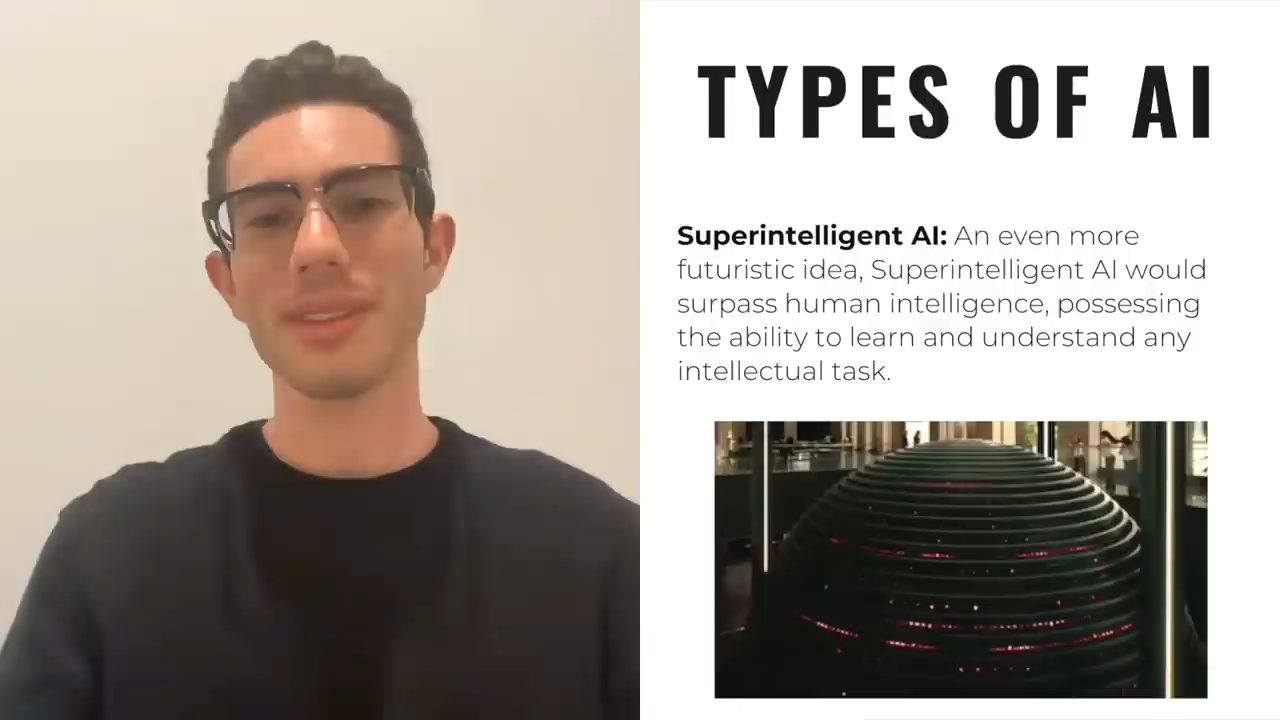 TYPES OF AI
Superintelligent AI: An even more
futuristic idea, Superintelligent AI would
surpass human intelligence, possessing
the ability to learn and understand any
intellectual task.